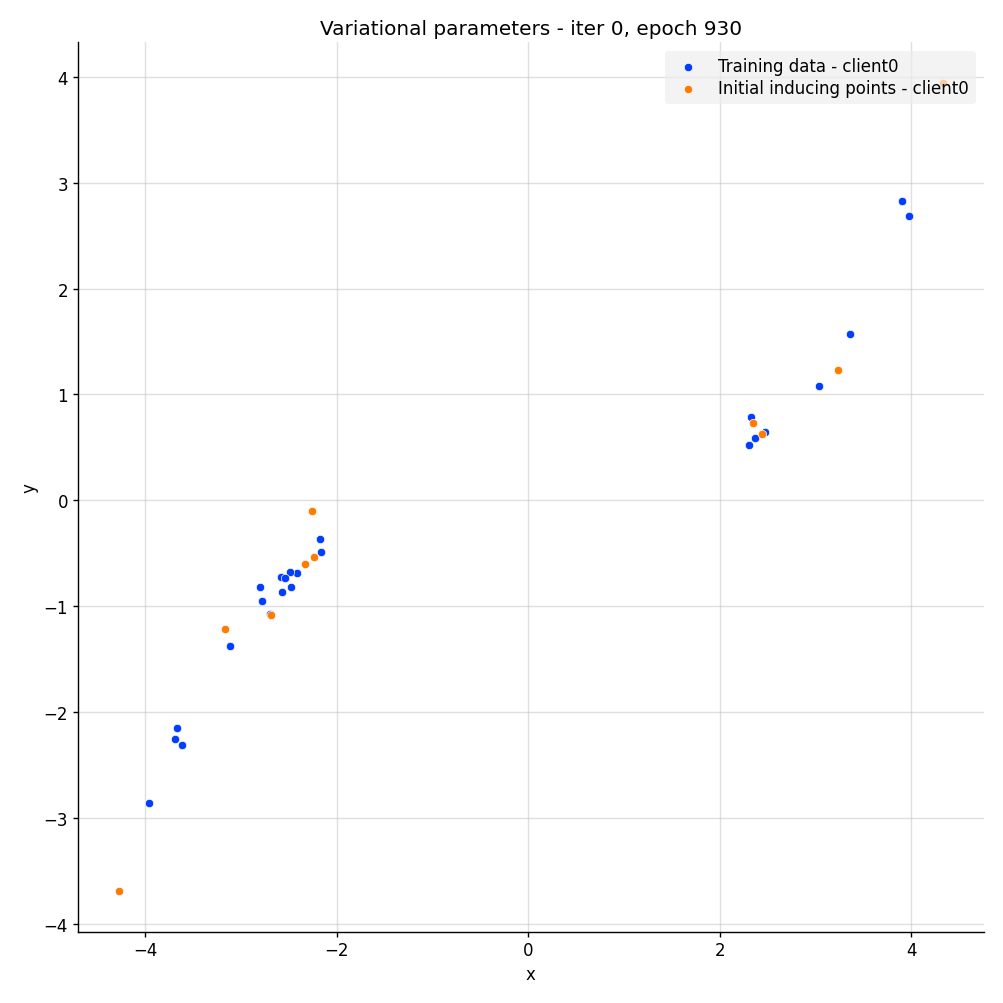 Variational parameters - iter 0, epoch 930
Training data - client0
Initial inducing points - client0
4
3
2
1
0
−1
−2
−3
−4
y
−4
−2
0
2
4
x